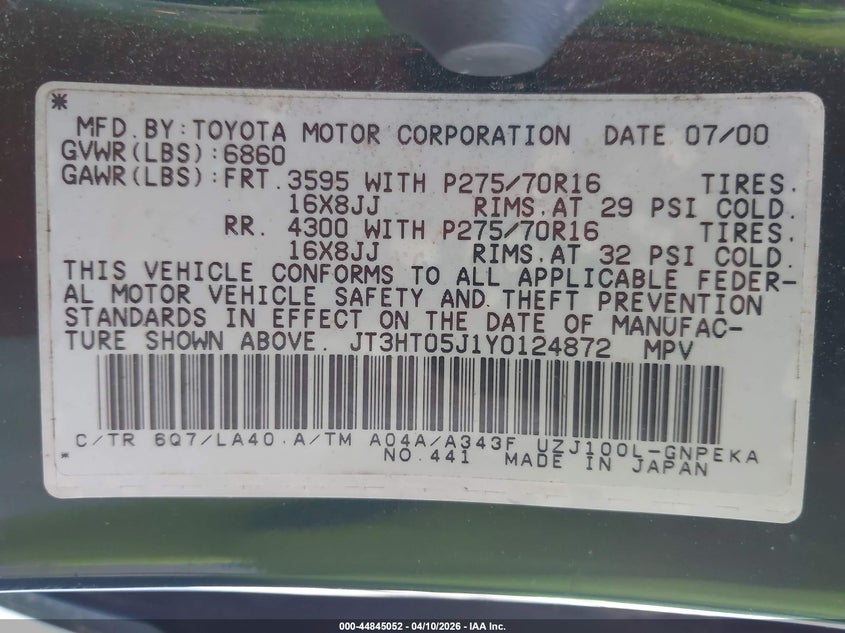 *
MFD. BY: TOYOTA MOTOR CORPORATION DATE 07/00
GVWR(LBS):6860
GAWR(LBS):FRT. 3595 WITH P275/70R16 TIRES.
16X8JJ RIMS.AT 29 PSI COLD.
RR. 4300 WITH P275/70R16 TIRES.
16X8JJ RIMS.AT 32 PSI COLD.
THIS VEHICLE CONFORMS TO ALL APPLICABLE FEDER-
AL MOTOR VEHICLE SAFETY AND THEFT PREVENTION
STANDARDS IN EFFECT ON THE DATE OF MANUFAC-
TURE SHOWN ABOVE. JT3HT05J1Y0124872 MPV
C/TR 6Q7/LA40 A/TM A04A/A343F UZJ100L-GNPEKA
* NO.441 MADE IN JAPAN
000-44845052 | 04/10/2026 - IAA Inc.